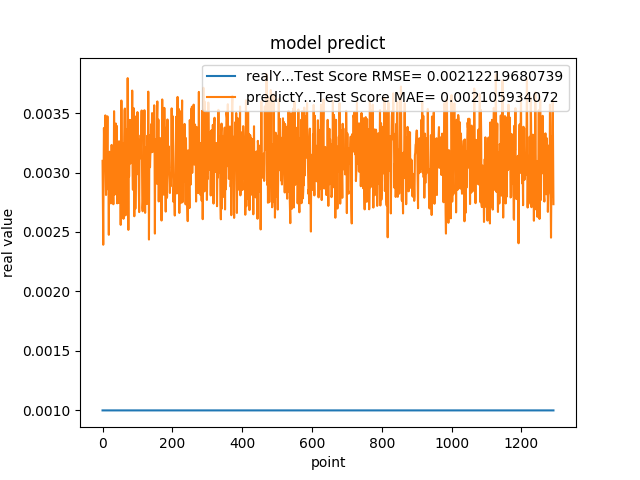 model predict
realY...Test Score RMSE= 0.00212219680739
predictY...Test Score MAE= 0.002105934072
0.0035
0.0030
0.0025
0.0020
0.0015
0.0010
real value
0 200 400 600 800 1000 1200
point